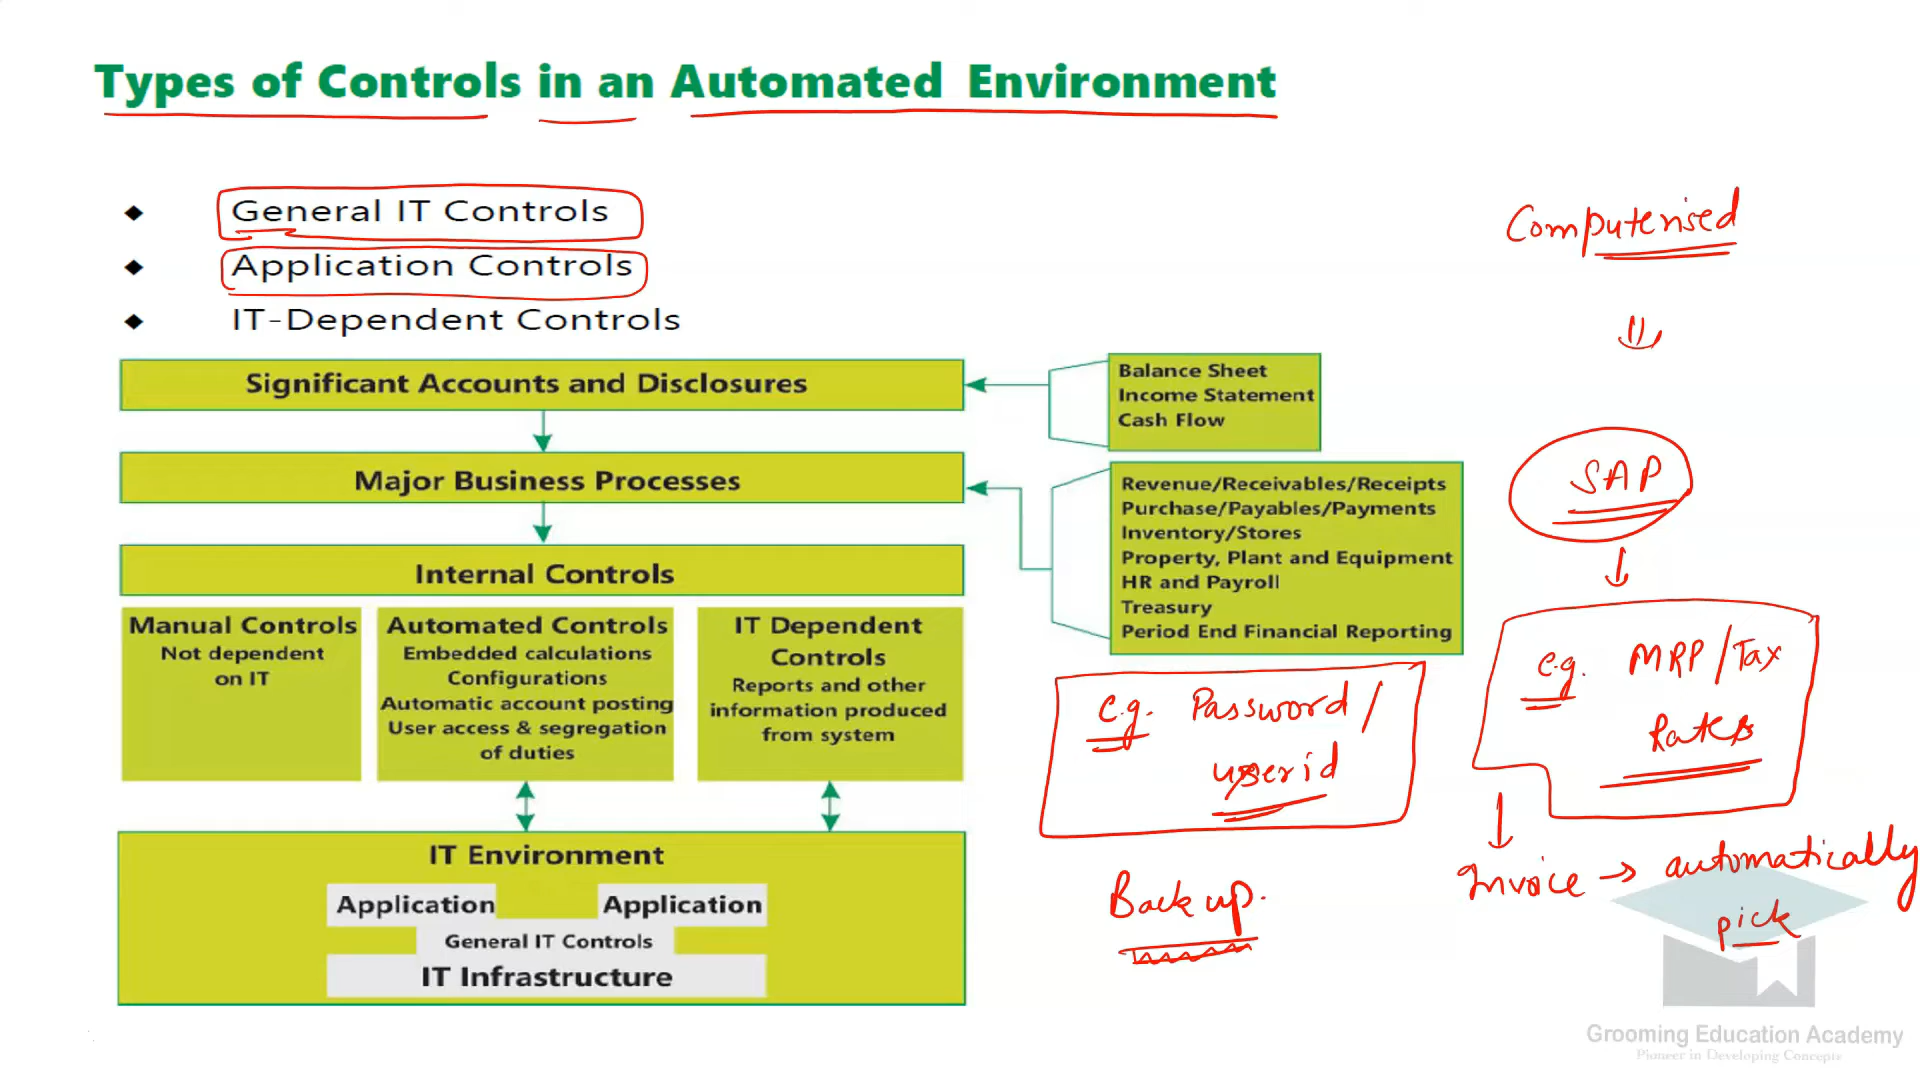 Types of Controls in an Automated Environment
◆ General IT Controls
◆ Application Controls
◆ IT-Dependent Controls
Significant Accounts and Disclosures
Balance Sheet
Income Statement
Cash Flow
Major Business Processes
Revenue/Receivables/Receipts
Purchase/Payables/Payments
Inventory/Stores
Property, Plant and Equipment
HR and Payroll
Treasury
Period End Financial Reporting
Internal Controls
Manual Controls
Not dependent
on IT
Automated Controls
Embedded calculations
Configurations
Automatic account posting
User access & segregation
of duties
IT Dependent
Controls
Reports and other
information produced
from system
IT Environment
Application
Application
General IT Controls
IT Infrastructure
e.g. Password/
userid
Back up.
Computerised
SAP
e.g. MRP/Tax
Rates
Invoice → automatically
pick
Grooming Education Academy
Pioneer in Developing Concepts